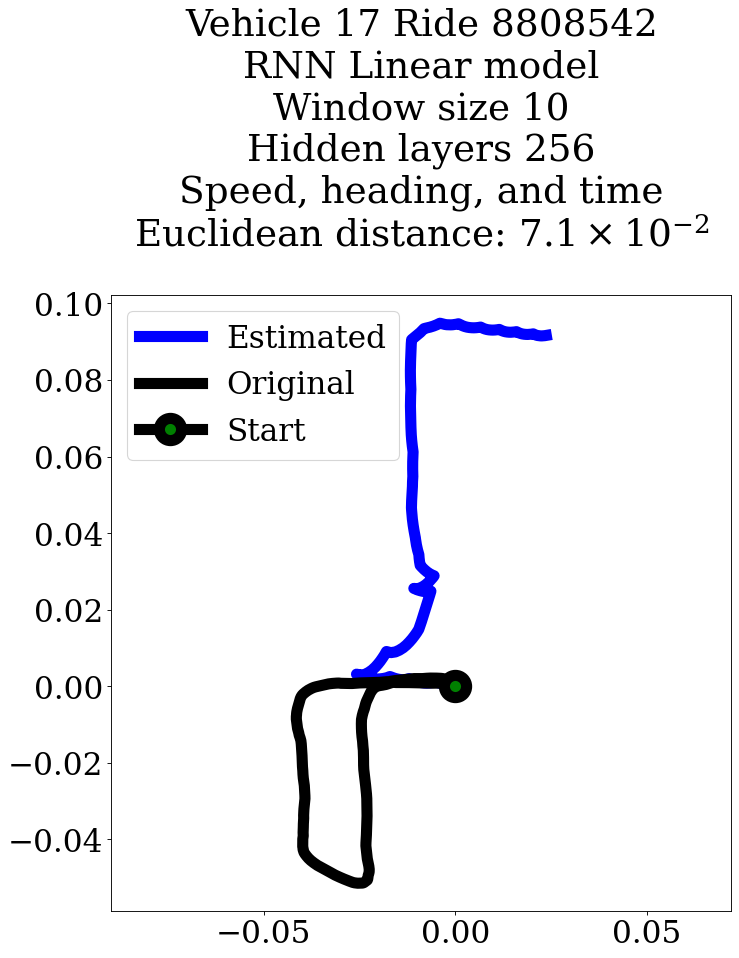 Vehicle 17 Ride 8808542
RNN Linear model
Window size 10
Hidden layers 256
Speed, heading, and time
Euclidean distance: 7.1 × 10⁻²
0.10
0.08
0.06
0.04
0.02
0.00
−0.02
−0.04
Estimated
Original
Start
−0.05
0.00
0.05